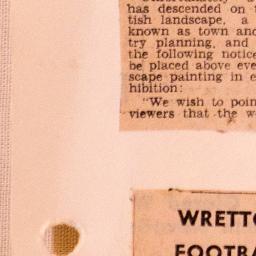 has descended on
tish landscape, a
known as town and
try planning, and
the following notice
be placed above eve
scape painting in e
hibition:
"We wish to poin
viewers that the w
WRETT
FOOTBA